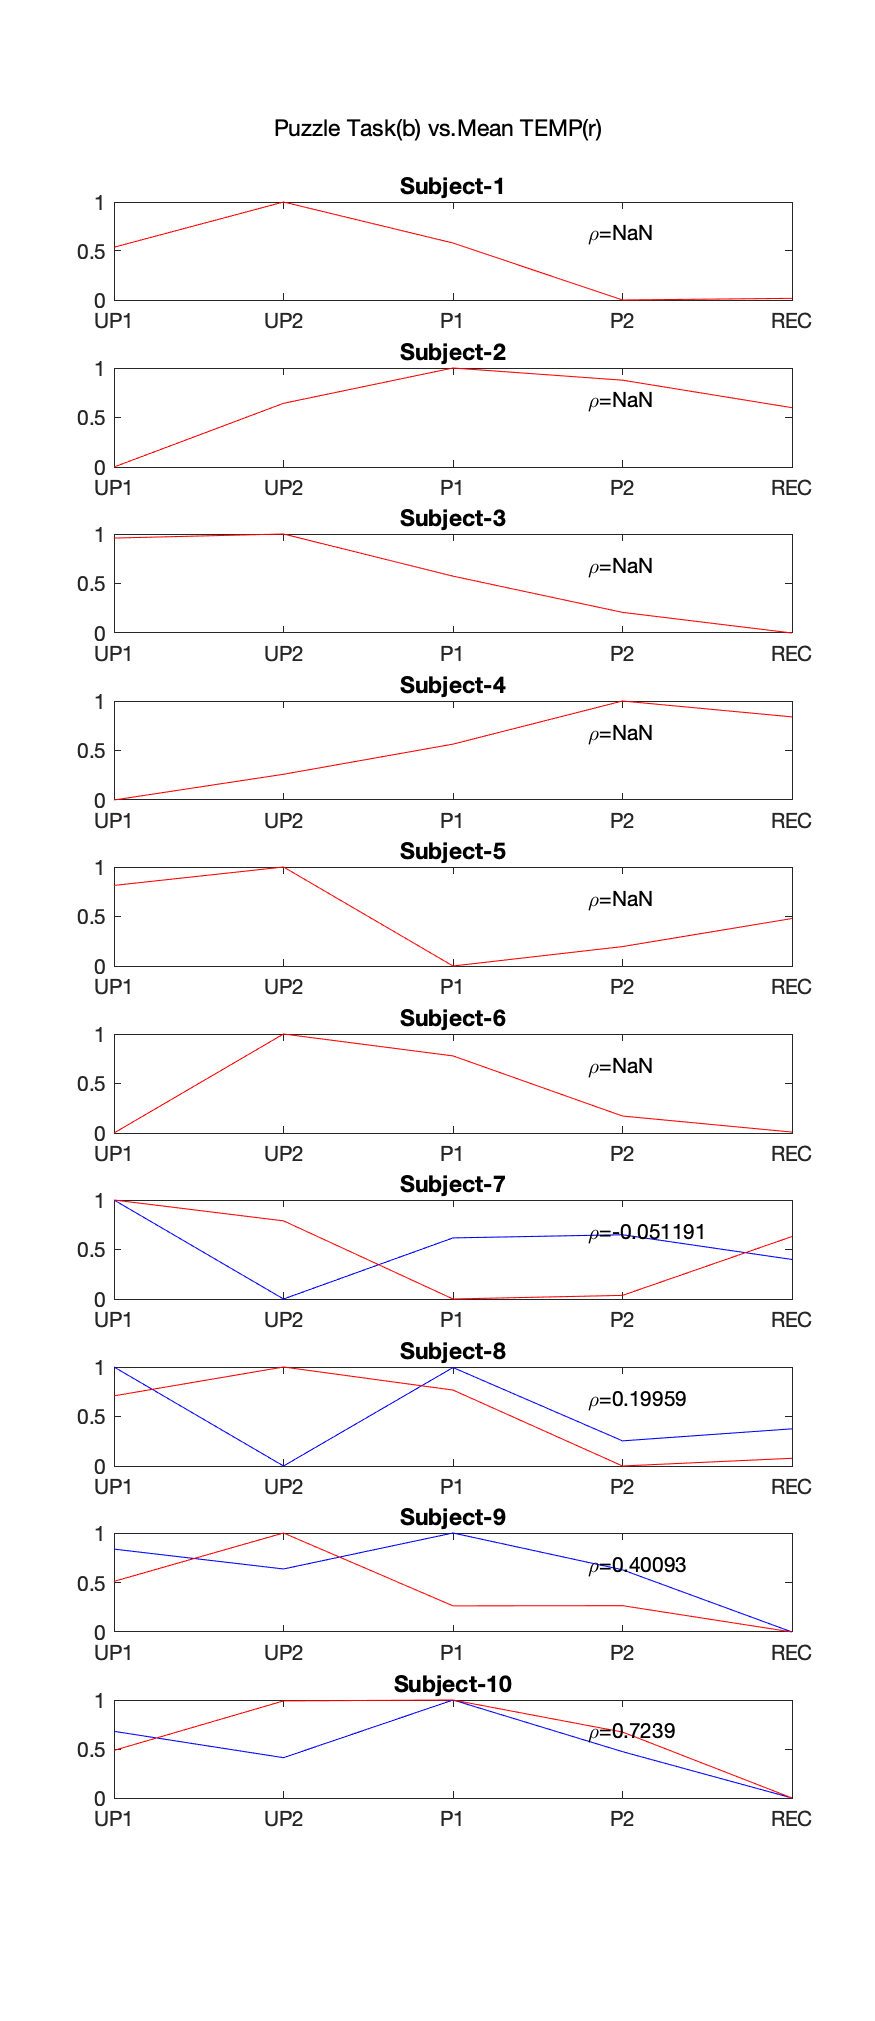 Puzzle Task(b) vs.Mean TEMP(r)
Subject-1
1
ρ=NaN
0.5
0
UP1 UP2 P1 P2 REC
Subject-2
1
ρ=NaN
0.5
0
UP1 UP2 P1 P2 REC
Subject-3
1
ρ=NaN
0.5
0
UP1 UP2 P1 P2 REC
Subject-4
1
ρ=NaN
0.5
0
UP1 UP2 P1 P2 REC
Subject-5
1
ρ=NaN
0.5
0
UP1 UP2 P1 P2 REC
Subject-6
1
ρ=NaN
0.5
0
UP1 UP2 P1 P2 REC
Subject-7
1
ρ=-0.051191
0.5
0
UP1 UP2 P1 P2 REC
Subject-8
1
ρ=0.19959
0.5
0
UP1 UP2 P1 P2 REC
Subject-9
1
ρ=0.40093
0.5
0
UP1 UP2 P1 P2 REC
Subject-10
1
ρ=0.7239
0.5
0
UP1 UP2 P1 P2 REC